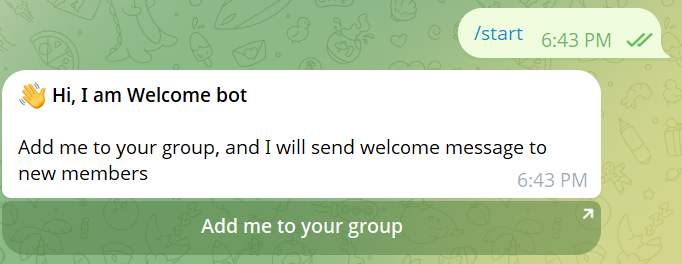 /start 6:43 PM
👋 Hi, I am Welcome bot
Add me to your group, and I will send welcome message to
new members
6:43 PM
Add me to your group